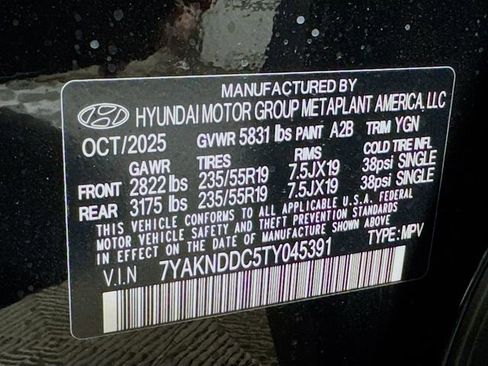 MANUFACTURED BY
HYUNDAI MOTOR GROUP METAPLANT AMERICA, LLC
OCT/2025 GVWR 5831 lbs PAINT A2B TRIM YGN
GAWR TIRES COLD TIRE INFL
FRONT 2822 lbs 235/55R19 7.5JX19 38psi SINGLE
REAR 3175 lbs 235/55R19 7.5JX19 38psi SINGLE
THIS VEHICLE CONFORMS TO ALL APPLICABLE U.S.A. FEDERAL
MOTOR VEHICLE SAFETY AND THEFT PREVENTION STANDARDS
IN EFFECT ON THE DATE OF MANUFACTURE SHOWN ABOVE.
V.I.N 7YAKNDDC5TY045391 TYPE: MPV